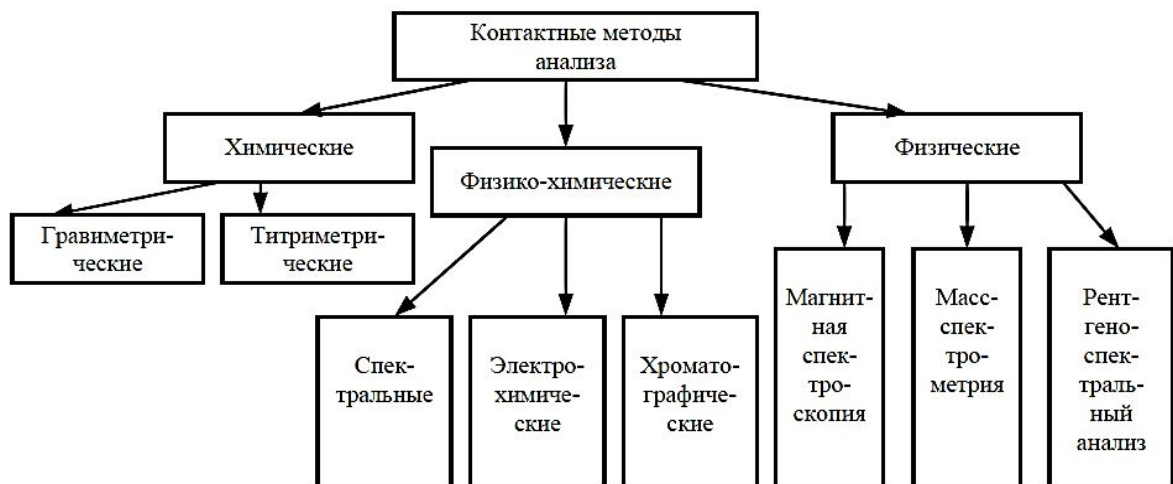 Контактные методы
анализа
Химические
Физико-химические
Физические
Гравиметри-
ческие
Титриметри-
ческие
Спек-
тральные
Электро-
химиче-
ские
Хромато-
графиче-
ские
Магнит-
ная
спек-
тро-
скопия
Масс-
спек-
тро-
метрия
Рент-
гено-
спек-
траль-
ный
анализ